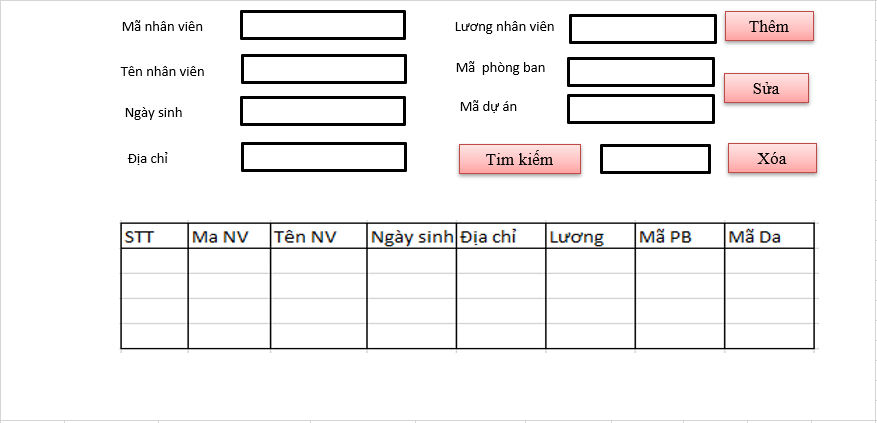 Mã nhân viên
Lương nhân viên
Thêm
Tên nhân viên
Mã phòng ban
Sửa
Ngày sinh
Mã dự án
Địa chỉ
Tim kiếm
Xóa
STT Ma NV Tên NV Ngày sinh Địa chỉ Lương Mã PB Mã Da